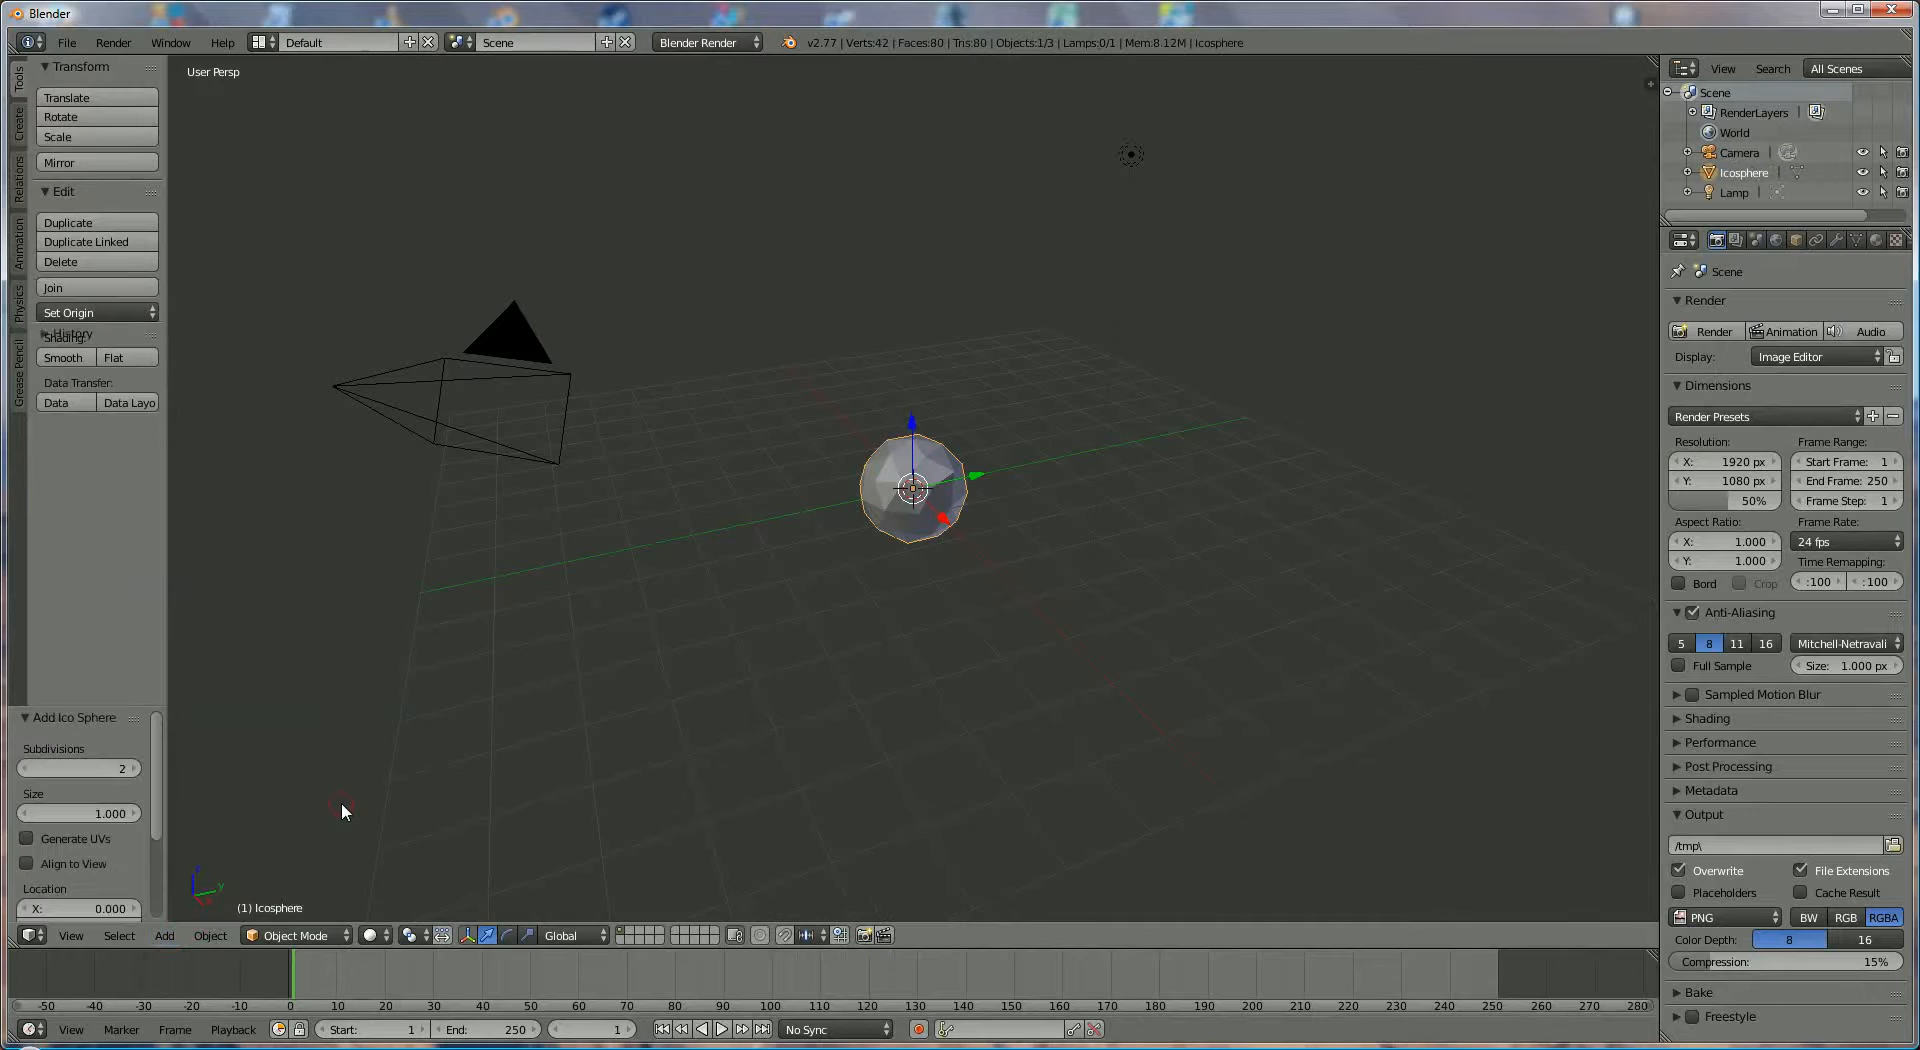 Blender
File Render Window Help Default Scene Blender Render v2.77 | Verts:42 | Faces:80 | Tris:80 | Objects:1/3 | Lamps:0/1 | Mem:8.12M | Icosphere
Tools
Create
Relations
Animation
Physics
Grease Pencil
Transform
Translate
Rotate
Scale
Mirror
Edit
Duplicate
Duplicate Linked
Delete
Join
Set Origin
History
Shading:
Smooth Flat
Data Transfer:
Data Data Layo
Add Ico Sphere
Subdivisions
2
Size
1.000
Generate UVs
Align to View
Location
X: 0.000
User Persp
(1) Icosphere
View Select Add Object Object Mode Global
-50 -40 -30 -20 -10 0 10 20 30 40 50 60 70 80 90 100 110 120 130 140 150 160 170 180 190 200 210 220 230 240 250 260 270 280
View Marker Frame Playback Start: 1 End: 250 1 No Sync
View Search All Scenes
Scene
RenderLayers
World
Camera
Icosphere
Lamp
Scene
Render
Render Animation Audio
Display: Image Editor
Dimensions
Render Presets
Resolution: Frame Range:
X: 1920 px Start Frame: 1
Y: 1080 px End Frame: 250
50% Frame Step: 1
Aspect Ratio: Frame Rate:
X: 1.000 24 fps
Y: 1.000 Time Remapping:
Bord Crop :100 :100
Anti-Aliasing
5 8 11 16 Mitchell-Netravali
Full Sample Size: 1.000 px
Sampled Motion Blur
Shading
Performance
Post Processing
Metadata
Output
/tmp\
Overwrite File Extensions
Placeholders Cache Result
PNG BW RGB RGBA
Color Depth: 8 16
Compression: 15%
Bake
Freestyle